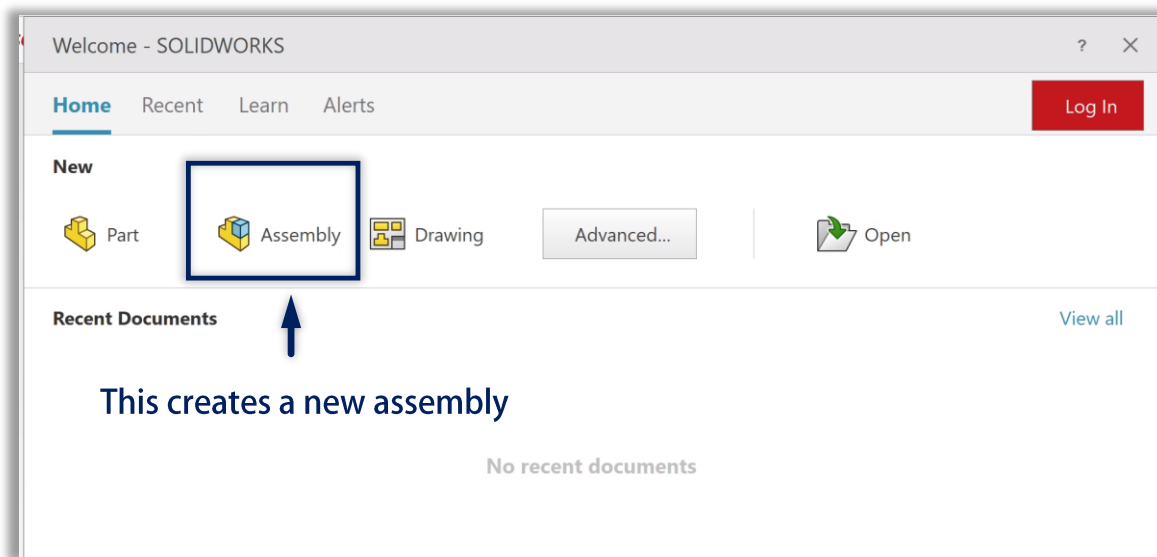 Welcome - SOLIDWORKS ?
Home Recent Learn Alerts Log In
New
Part Assembly Drawing Advanced... Open
Recent Documents View all
This creates a new assembly
No recent documents